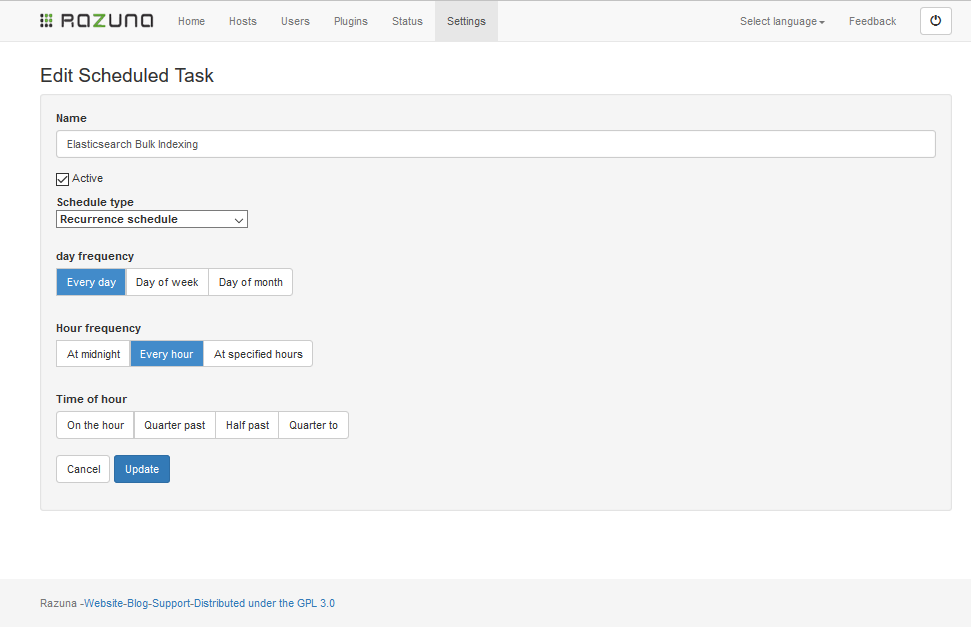 RAZUNA Home Hosts Users Plugins Status Settings Select language Feedback
Edit Scheduled Task
Name
Elasticsearch Bulk Indexing
Active
Schedule type
Recurrence schedule
day frequency
Every day Day of week Day of month
Hour frequency
At midnight Every hour At specified hours
Time of hour
On the hour Quarter past Half past Quarter to
Cancel Update
Razuna -Website-Blog-Support-Distributed under the GPL 3.0